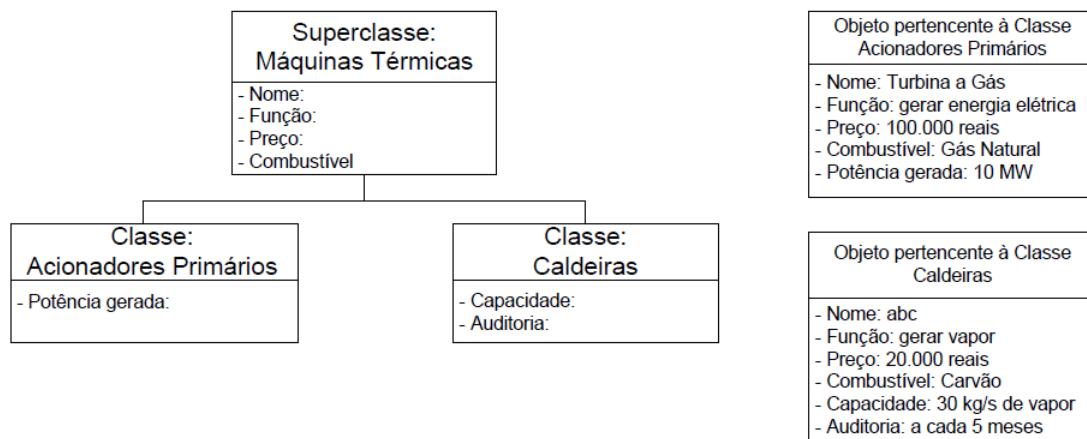 Superclasse:
Máquinas Térmicas
- Nome:
- Função:
- Preço:
- Combustível
Classe:
Acionadores Primários
- Potência gerada:
Classe:
Caldeiras
- Capacidade:
- Auditoria:
Objeto pertencente à Classe
Acionadores Primários
- Nome: Turbina a Gás
- Função: gerar energia elétrica
- Preço: 100.000 reais
- Combustível: Gás Natural
- Potência gerada: 10 MW
Objeto pertencente à Classe
Caldeiras
- Nome: abc
- Função: gerar vapor
- Preço: 20.000 reais
- Combustível: Carvão
- Capacidade: 30 kg/s de vapor
- Auditoria: a cada 5 meses